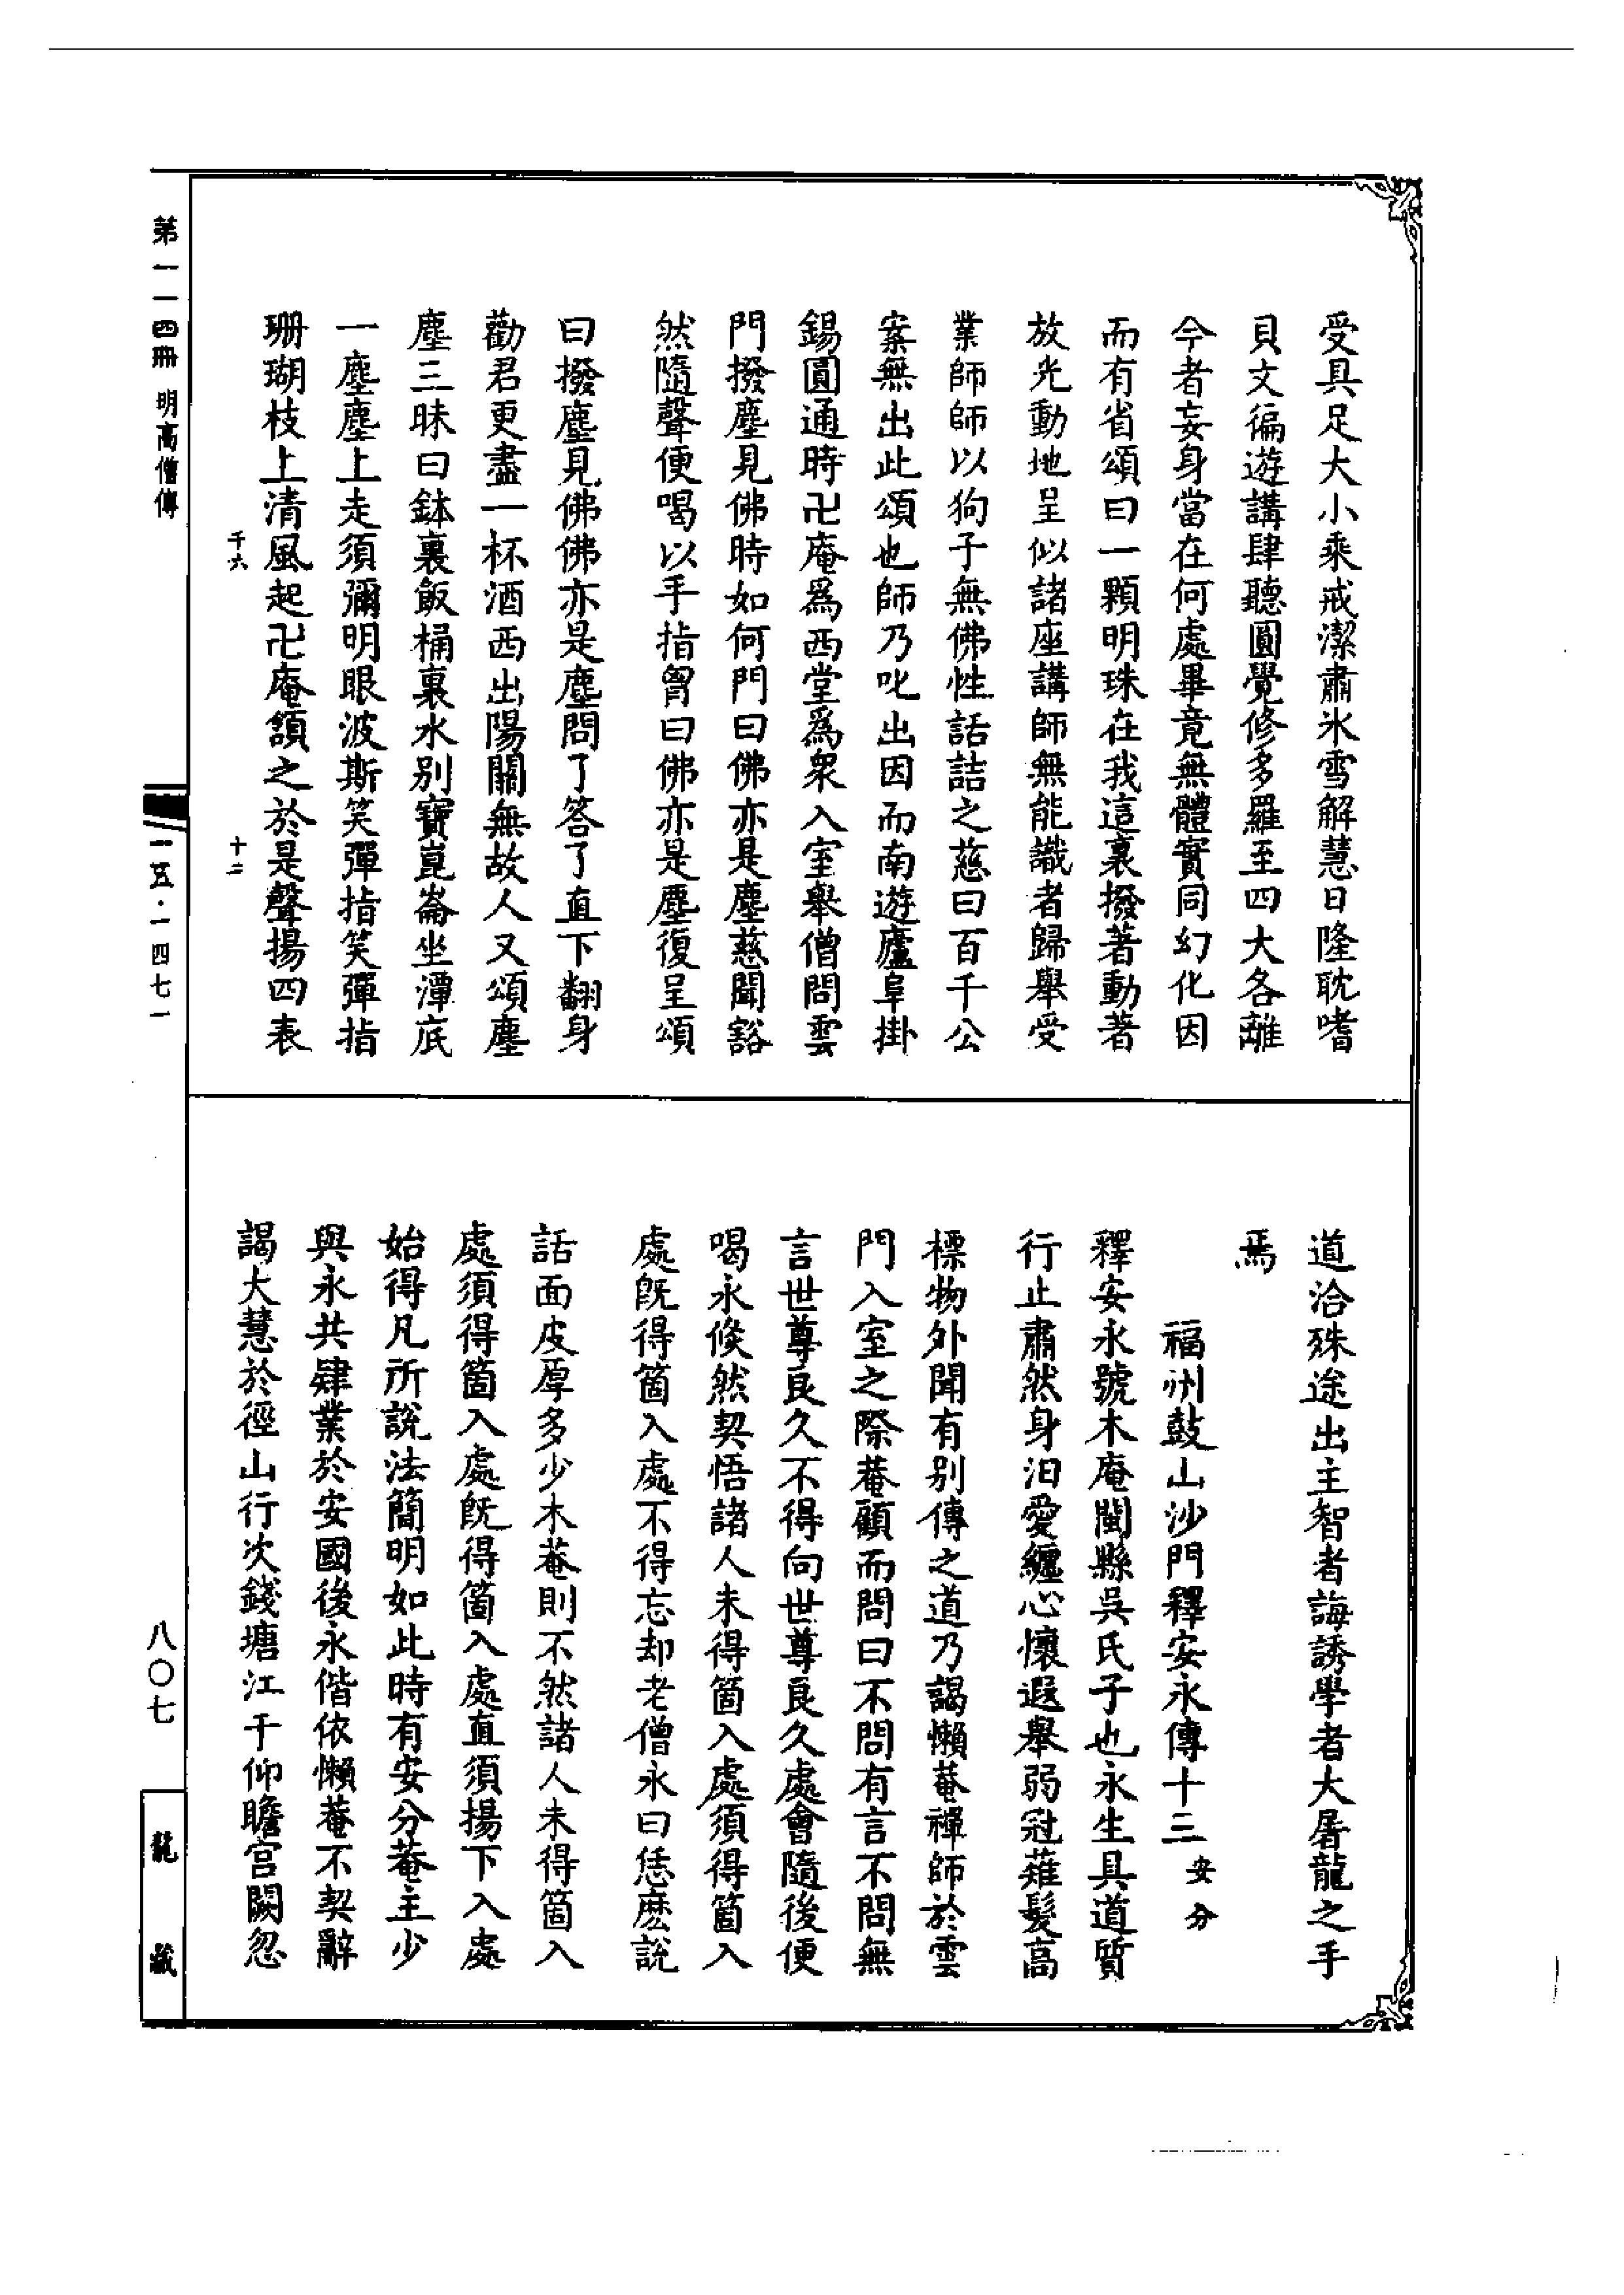 受具足大小乘戒潔肅氷雪解慧日隆耽嗜
貝文徧遊講肆聽圓覺修多羅至四大各離
今者妄身當在何處畢竟無體實同幻化因
而有省頌曰一顆明珠在我這裏撥著動著
放光動地呈似諸座講師無能識者歸舉受
業師師以狗子無佛性話詰之慈曰百千公
案無出此頌也師乃叱出因而南遊廬阜掛
錫圓通時卍庵爲西堂爲衆入室舉僧問雲
門撥塵見佛時如何門曰佛亦是塵慈聞豁
然隨聲便喝以手指胷曰佛亦是塵復呈頌
曰撥塵見佛佛亦是塵問了答了直下翻身
勸君更盡一杯酒西出陽關無故人又頌塵
塵三昧曰鉢裏飯桶裏水别寶崑崙坐潭底
一塵塵上走須彌明眼波斯笑彈指笑彈指
珊瑚枝上清風起卍庵頷之於是聲揚四表
道洽殊途出主智者誨誘學者大屠龍之手
焉
福州鼓山沙門釋安永傳十三安分
釋安永號木庵閩縣吳氏子也永生具道質
行止肅然身汨愛纏心懷遐舉弱冠薙髮高
標物外聞有别傳之道乃謁懶菴禪師於雲
門入室之際菴顧而問曰不問有言不問無
言世尊良久不得向世尊良久處會隨後便
喝永倏然契悟諸人未得箇入處須得箇入
處旣得箇入處不得忘却老僧永曰恁麽說
話面皮厚多少木菴則不然諸人未得箇入
處須得箇入處旣得箇入處直須揚下入處
始得凡所説法簡明如此時有安分菴主少
與永共肄業於安國後永偕依懶菴不契辭
謁大慧於徑山行次錢塘江干仰瞻宫闕忽
第一一四冊 明高僧傳
千六
十二
一五·一四七一
八〇七
龍藏